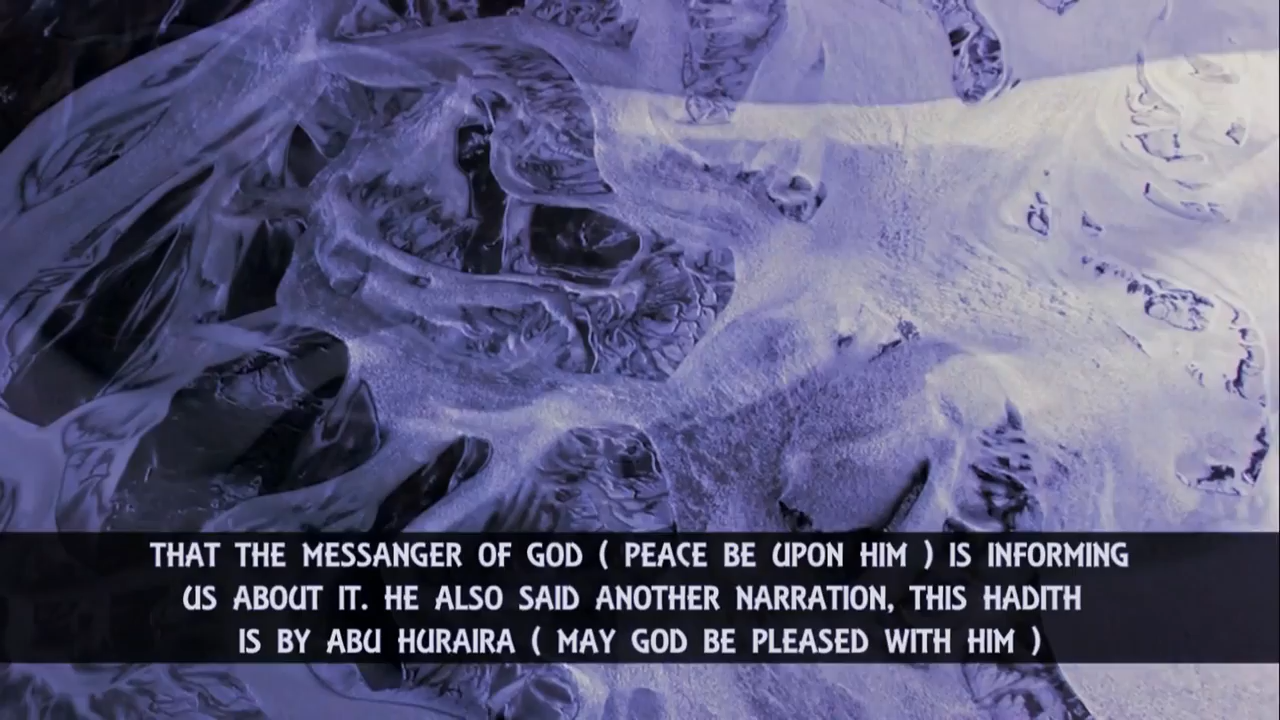 THAT THE MESSANGER OF GOD ( PEACE BE UPON HIM ) IS INFORMING
US ABOUT IT. HE ALSO SAID ANOTHER NARRATION, THIS HADITH
IS BY ABU HURAIRA ( MAY GOD BE PLEASED WITH HIM )